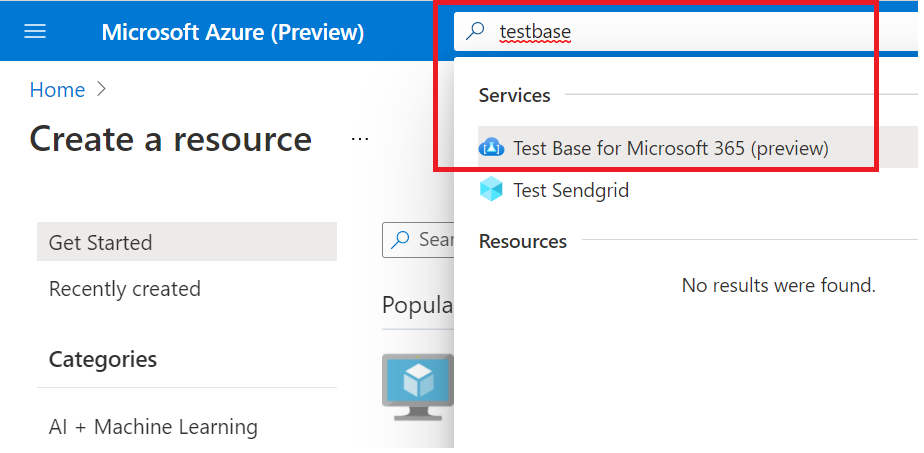 Microsoft Azure (Preview)
testbase
Home
Create a resource
...
Services
Test Base for Microsoft 365 (preview)
Test Sendgrid
Resources
No results were found.
Get Started
Recently created
Categories
AI + Machine Learning
Sear
Popula